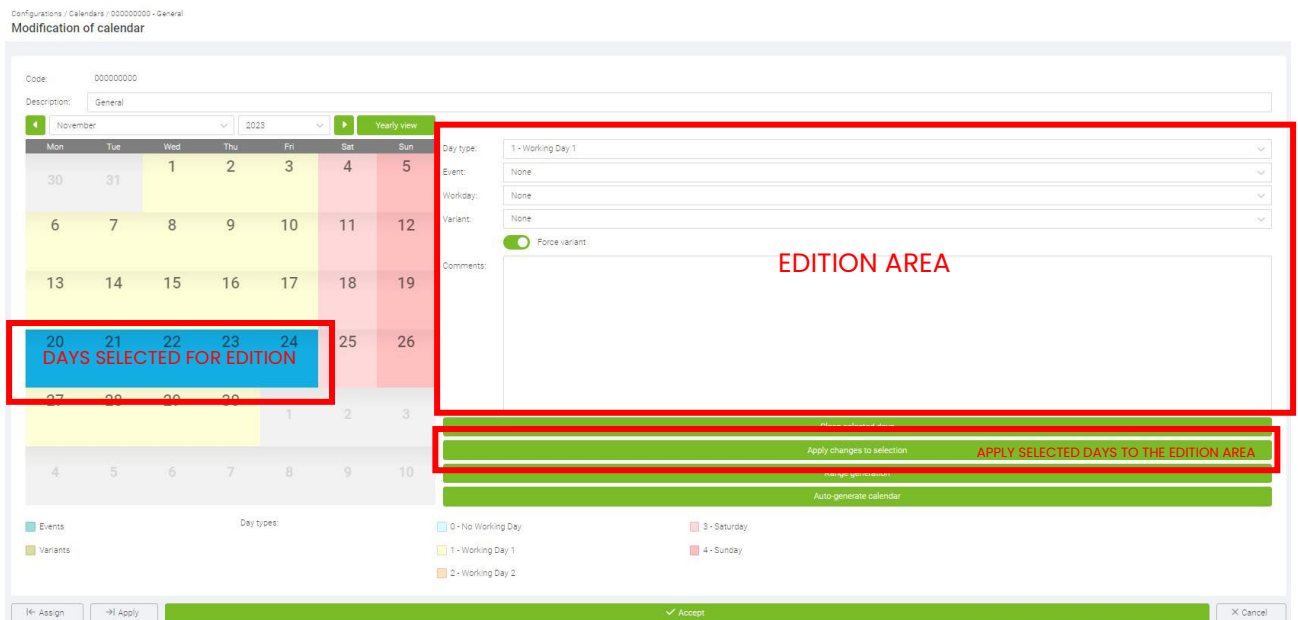 Configurations / Calendars / 000000000 - General
Modification of calendar
Code: 000000000
Description: General
November 2023 Yearly view
Mon Tue Wed Thu Fri Sat Sun
30 31 1 2 3 4 5
6 7 8 9 10 11 12
13 14 15 16 17 18 19
20 21 22 23 24 25 26
DAYS SELECTED FOR EDITION
27 28 29 30 1 2 3
4 5 6 7 8 9 10
Day type: 1 - Working Day 1
Event: None
Workday: None
Variant: None
Force variant
Comments:
EDITION AREA
Clean selected days
Apply changes to selection
APPLY SELECTED DAYS TO THE EDITION AREA
Range generation
Auto-generate calendar
Events
Variants
Day types:
0 - No Working Day
1 - Working Day 1
2 - Working Day 2
3 - Saturday
4 - Sunday
Assign Apply Accept Cancel